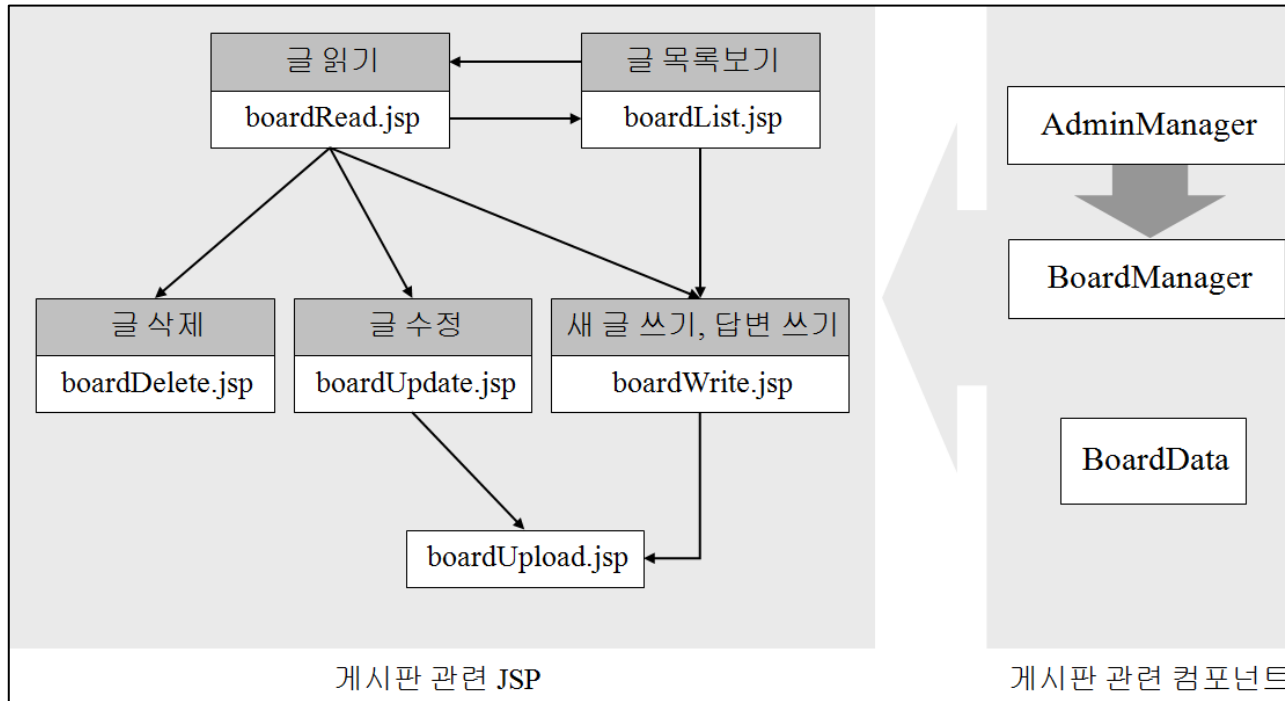 글 읽기
boardRead.jsp
글 목록보기
boardList.jsp
글 삭제
boardDelete.jsp
글 수정
boardUpdate.jsp
새 글 쓰기, 답변 쓰기
boardWrite.jsp
boardUpload.jsp
게시판 관련 JSP
AdminManager
BoardManager
BoardData
게시판 관련 컴포넌트